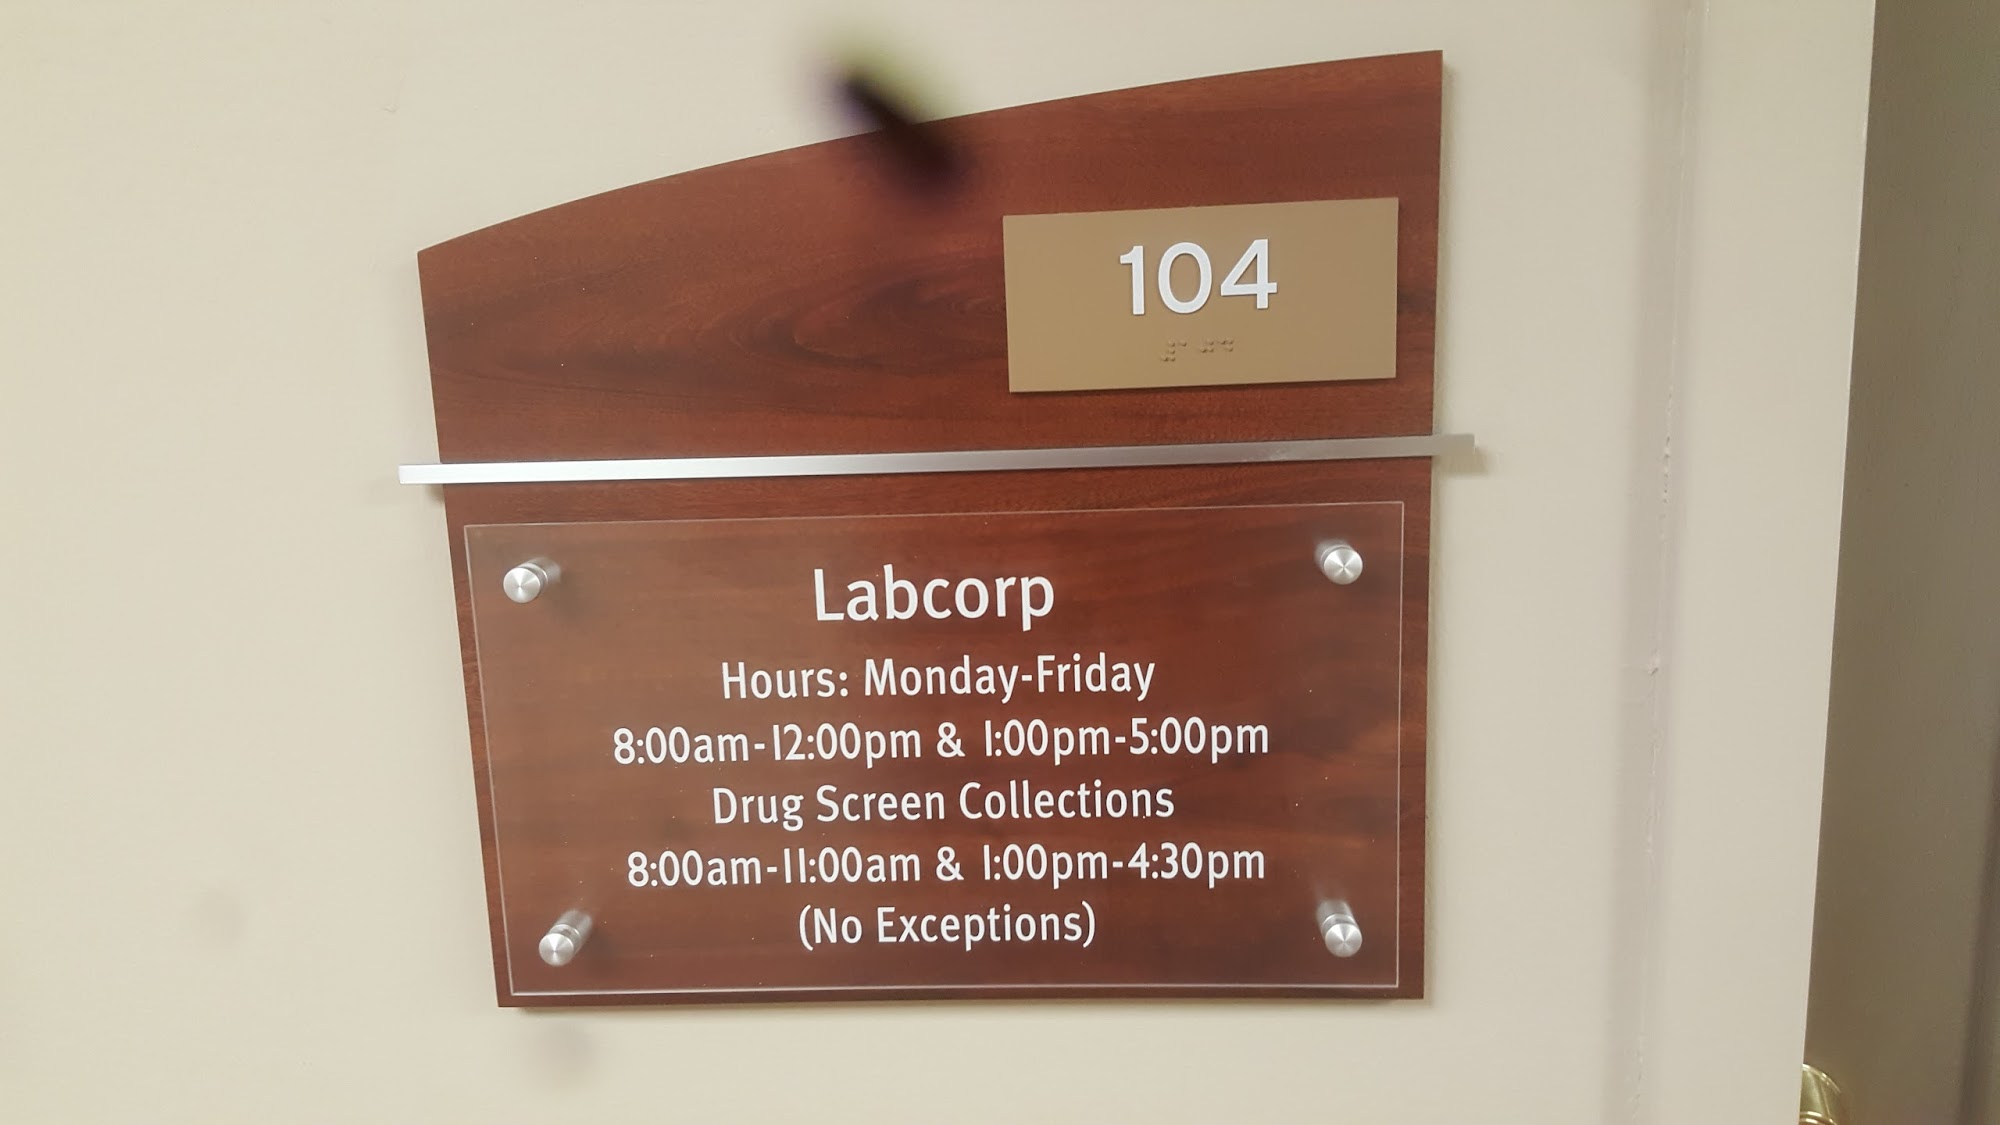 104
Labcorp
Hours: Monday-Friday
8:00am-12:00pm & 1:00pm-5:00pm
Drug Screen Collections
8:00am-11:00am & 1:00pm-4:30pm
(No Exceptions)